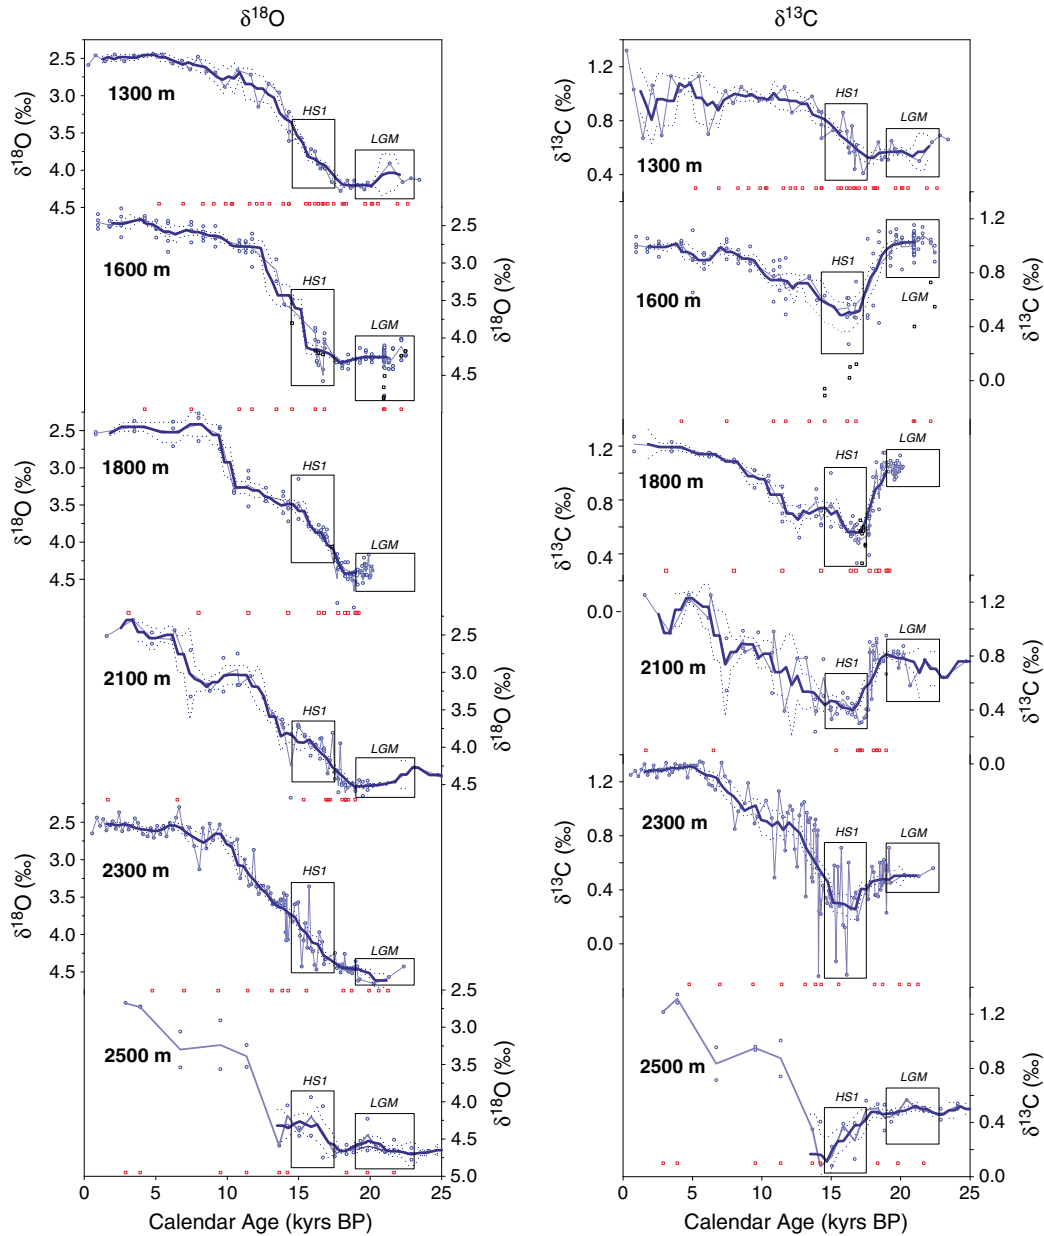 δ18O
δ13C
2.5
3.0
3.5
4.0
4.5
δ18O (‰)
1300 m
HS1
LGM
1.2
0.8
0.4
δ13C (‰)
1300 m
HS1
LGM
2.5
3.0
3.5
4.0
4.5
δ18O (‰)
1600 m
HS1
LGM
1.2
0.8
0.4
0.0
δ13C (‰)
1600 m
HS1
LGM
2.5
3.0
3.5
4.0
4.5
δ18O (‰)
1800 m
HS1
LGM
1.2
0.8
0.4
0.0
δ13C (‰)
1800 m
HS1
LGM
2.5
3.0
3.5
4.0
4.5
δ18O (‰)
2100 m
HS1
LGM
1.2
0.8
0.4
0.0
δ13C (‰)
2100 m
HS1
LGM
2.5
3.0
3.5
4.0
4.5
δ18O (‰)
2300 m
HS1
LGM
1.2
0.8
0.4
0.0
δ13C (‰)
2300 m
HS1
LGM
2.5
3.0
3.5
4.0
4.5
5.0
δ18O (‰)
2500 m
HS1
LGM
1.2
0.8
0.4
0.0
δ13C (‰)
2500 m
HS1
LGM
0 5 10 15 20 25
Calendar Age (kyrs BP)
0 5 10 15 20 25
Calendar Age (kyrs BP)